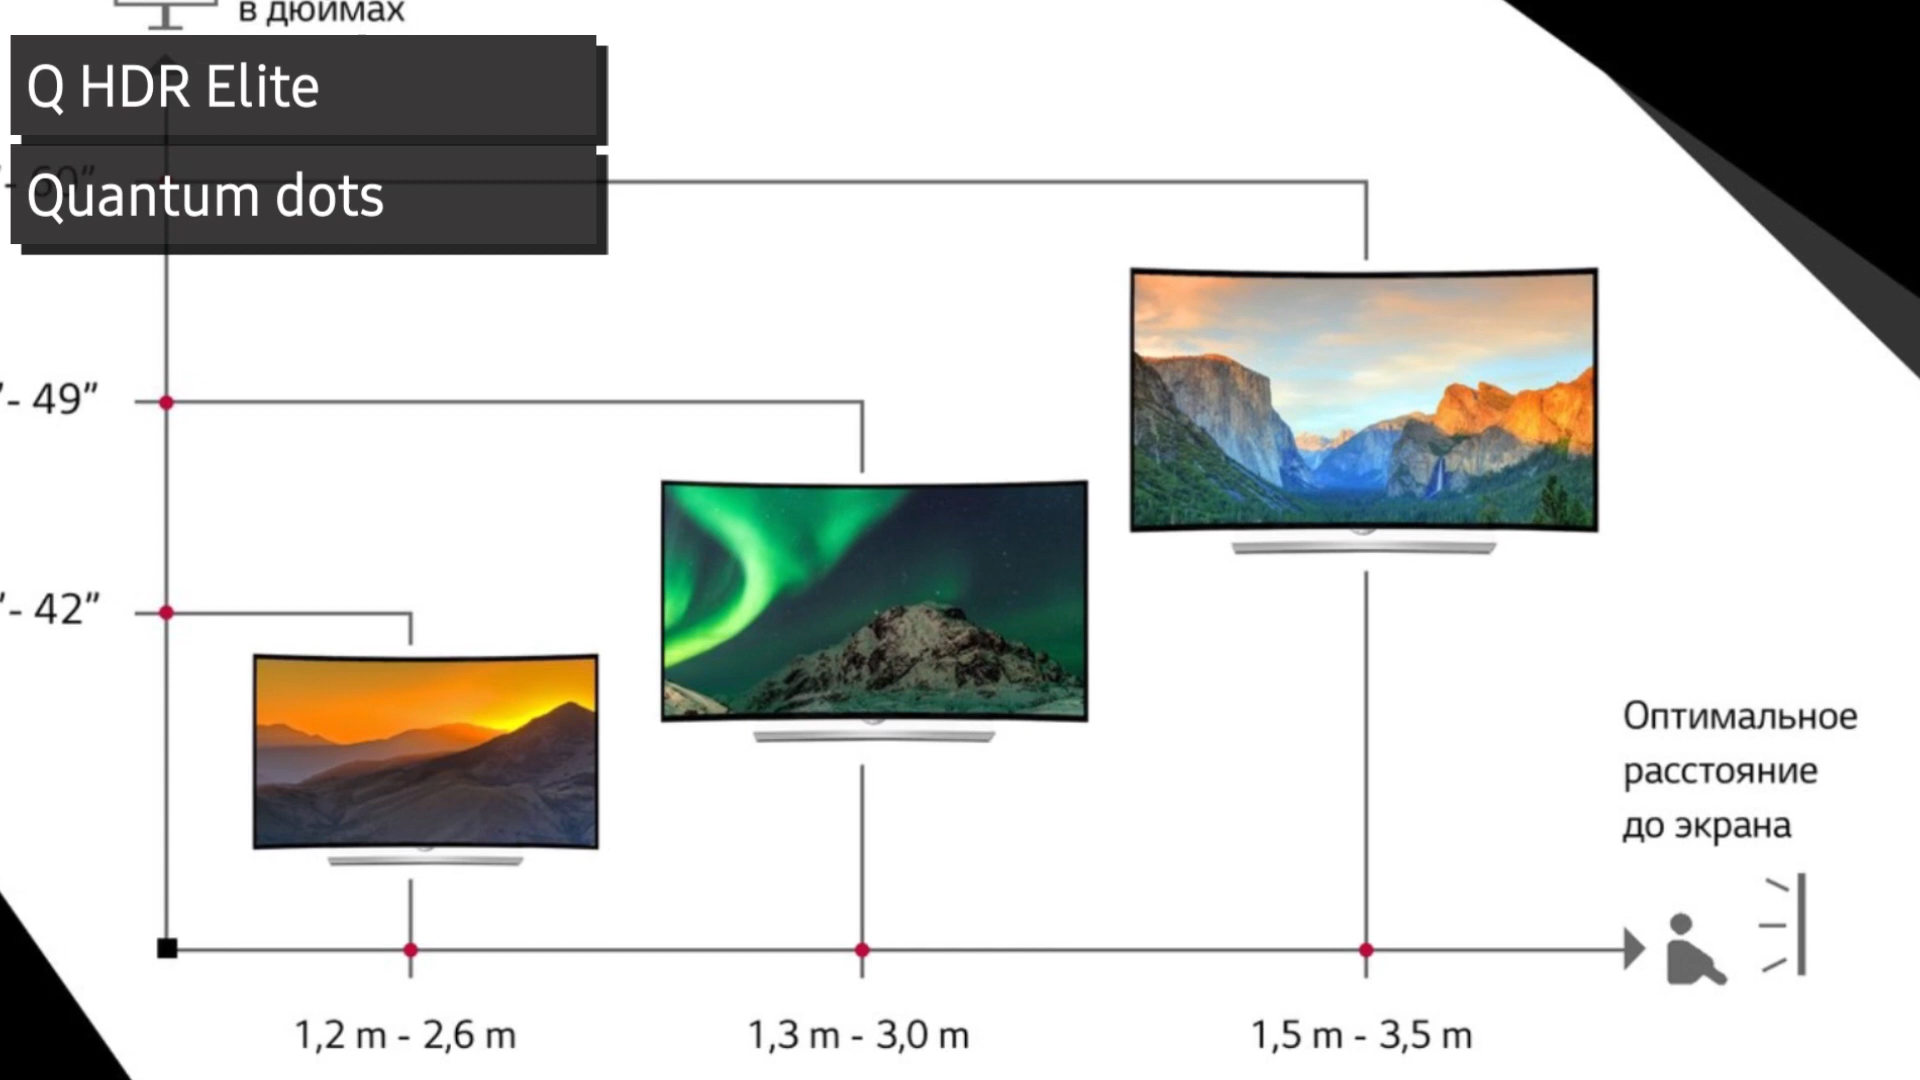 в дюймах
Q HDR Elite
Quantum dots
- 60”
”- 49”
”- 42”
Оптимальное
расстояние
до экрана
1,2 m - 2,6 m
1,3 m - 3,0 m
1,5 m - 3,5 m